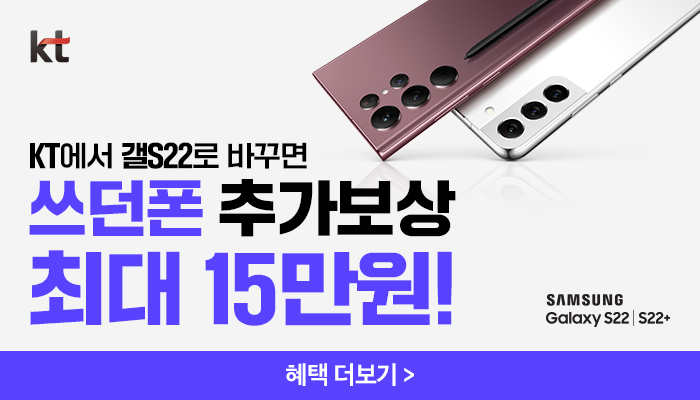 kt
KT에서 갤S22로 바꾸면
쓰던폰 추가보상
최대 15만원!
SAMSUNG
Galaxy S22 | S22+
혜택 더보기 >